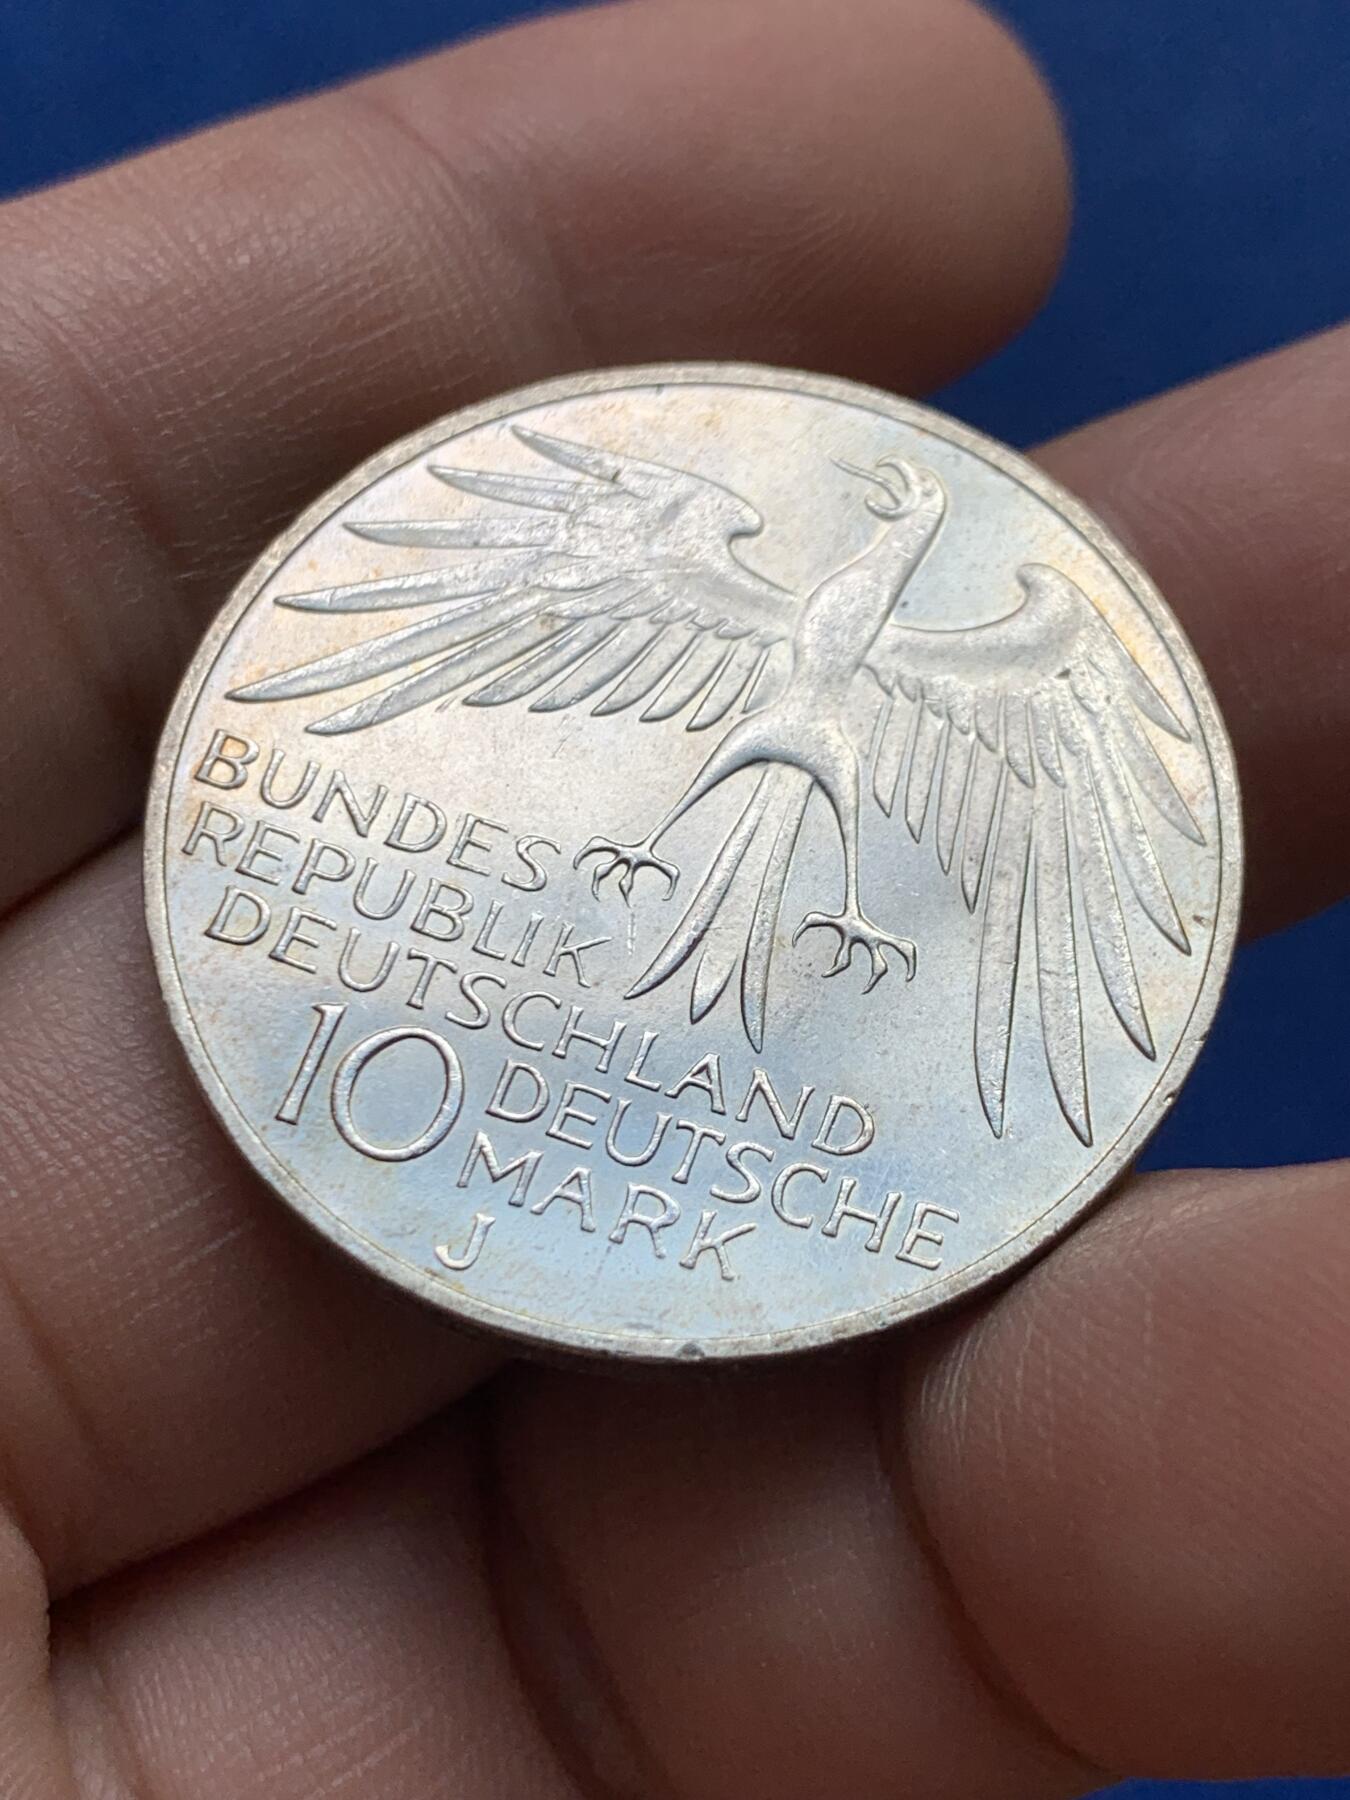 BUNDES
REPUBLIK
DEUTSCHLAND
10 DEUTSCHE
MARK
J